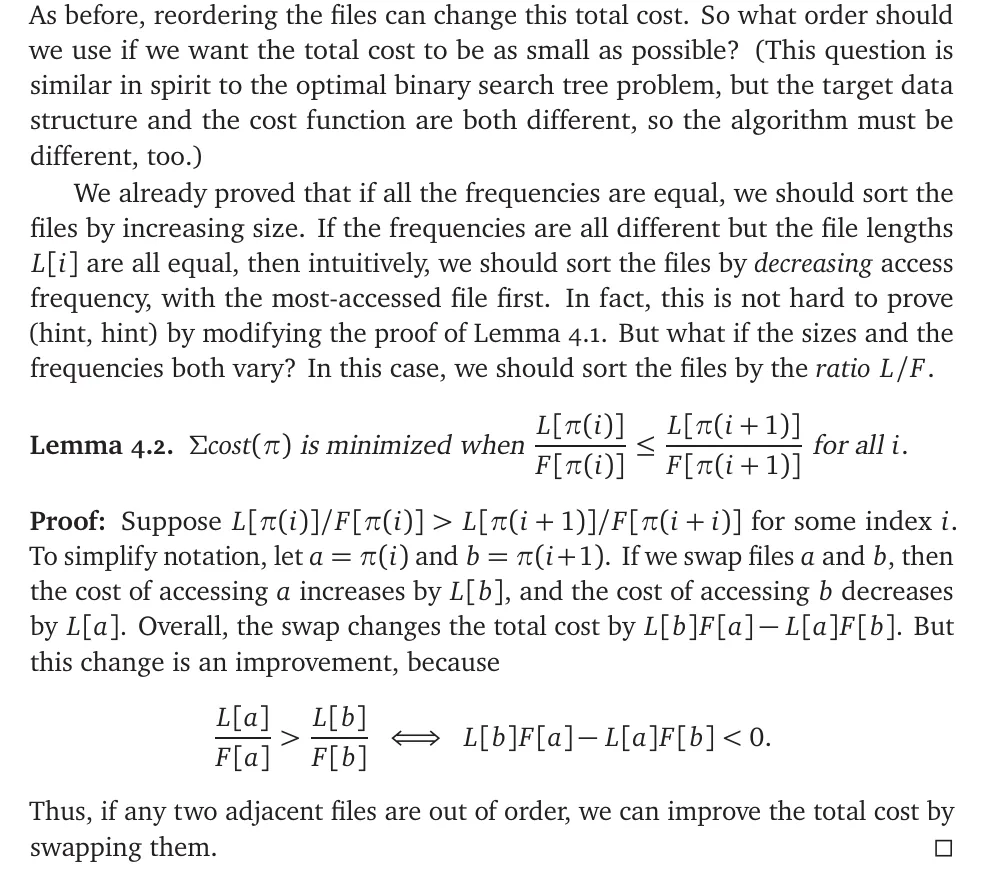 As before, reordering the files can change this total cost. So what order should
we use if we want the total cost to be as small as possible? (This question is
similar in spirit to the optimal binary search tree problem, but the target data
structure and the cost function are both different, so the algorithm must be
different, too.)
We already proved that if all the frequencies are equal, we should sort the
files by increasing size. If the frequencies are all different but the file lengths
L[i] are all equal, then intuitively, we should sort the files by decreasing access
frequency, with the most-accessed file first. In fact, this is not hard to prove
(hint, hint) by modifying the proof of Lemma 4.1. But what if the sizes and the
frequencies both vary? In this case, we should sort the files by the ratio L/F.
Lemma 4.2. Σcost(π) is minimized when L[π(i)]/F[π(i)] ≤ L[π(i+1)]/F[π(i+1)] for all i.
Proof: Suppose L[π(i)]/F[π(i)] > L[π(i+1)]/F[π(i+i)] for some index i.
To simplify notation, let a = π(i) and b = π(i+1). If we swap files a and b, then
the cost of accessing a increases by L[b], and the cost of accessing b decreases
by L[a]. Overall, the swap changes the total cost by L[b]F[a]−L[a]F[b]. But
this change is an improvement, because
L[a]/F[a] > L[b]/F[b] ⟺ L[b]F[a]−L[a]F[b] < 0.
Thus, if any two adjacent files are out of order, we can improve the total cost by
swapping them. □